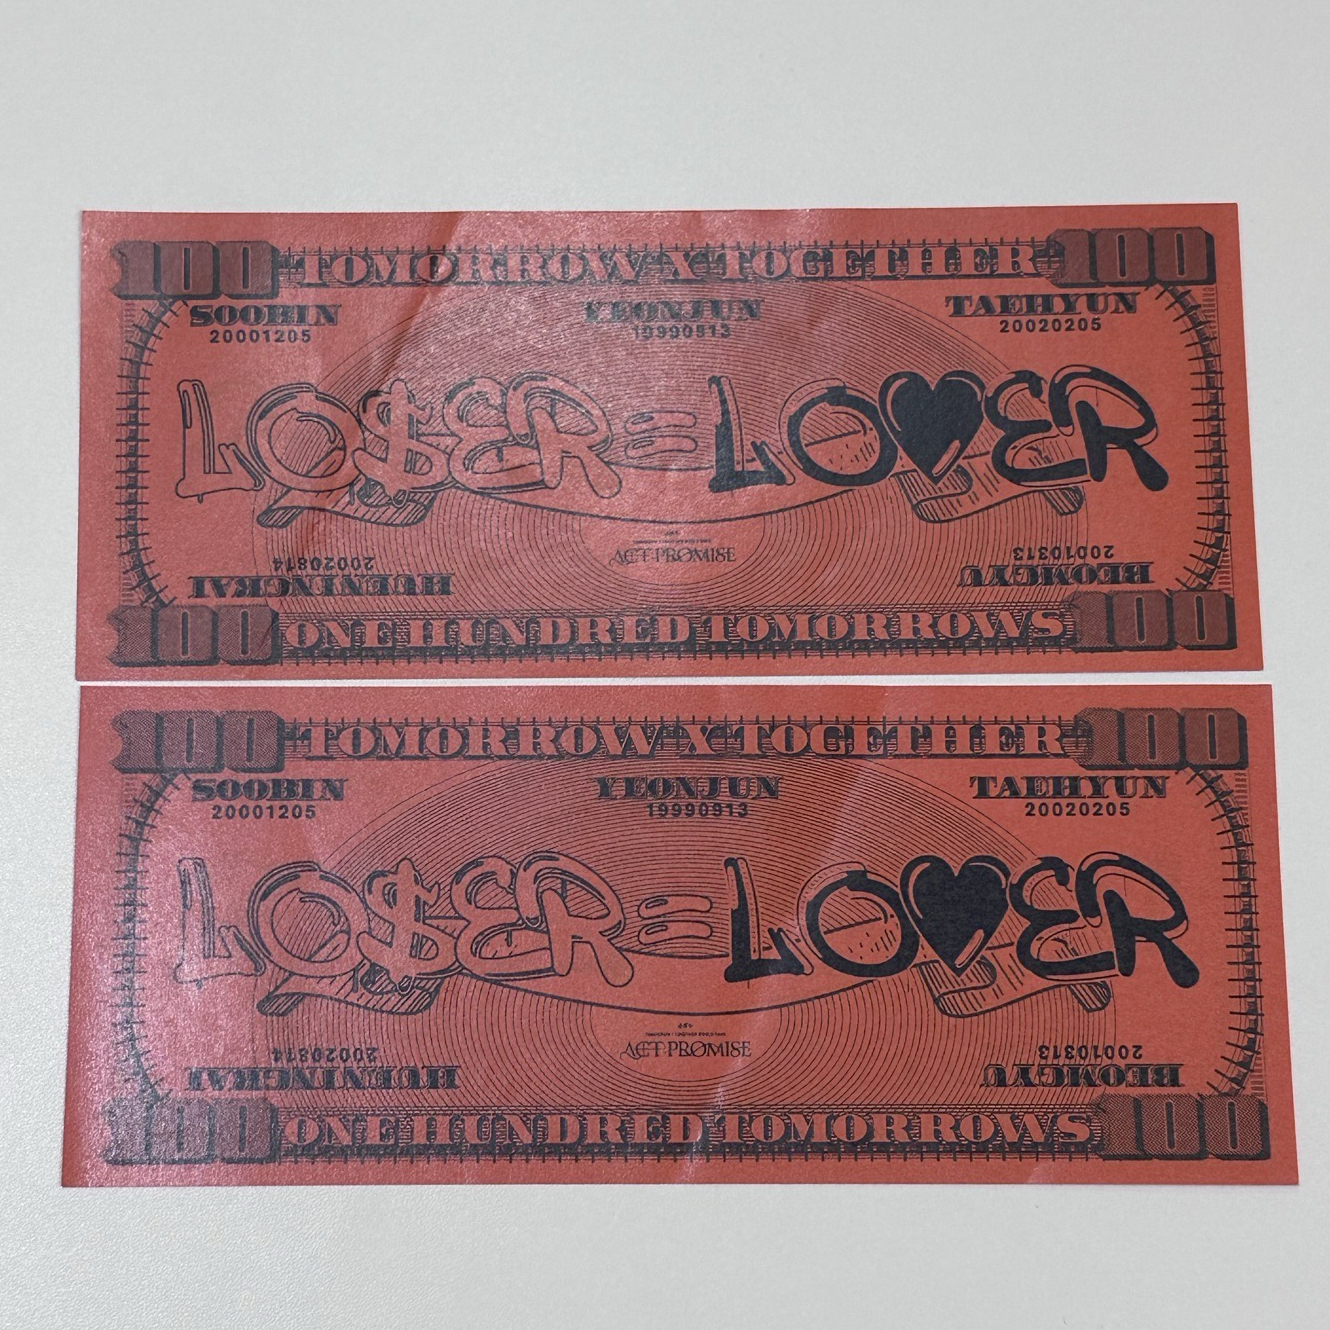 100 TOMORROW X TOGETHER 100
SOOBIN YEONJUN TAEHYUN
20001205 19990913 20020205
LO$ER=LO♥ER
ACT:PROMISE
20020814 20010313
HUENINGKAI BEOMGYU
100 ONE HUNDRED TOMORROWS 100
100 TOMORROW X TOGETHER 100
SOOBIN YEONJUN TAEHYUN
20001205 19990913 20020205
LO$ER=LO♥ER
ACT:PROMISE
20020814 20010313
HUENINGKAI BEOMGYU
100 ONE HUNDRED TOMORROWS 100